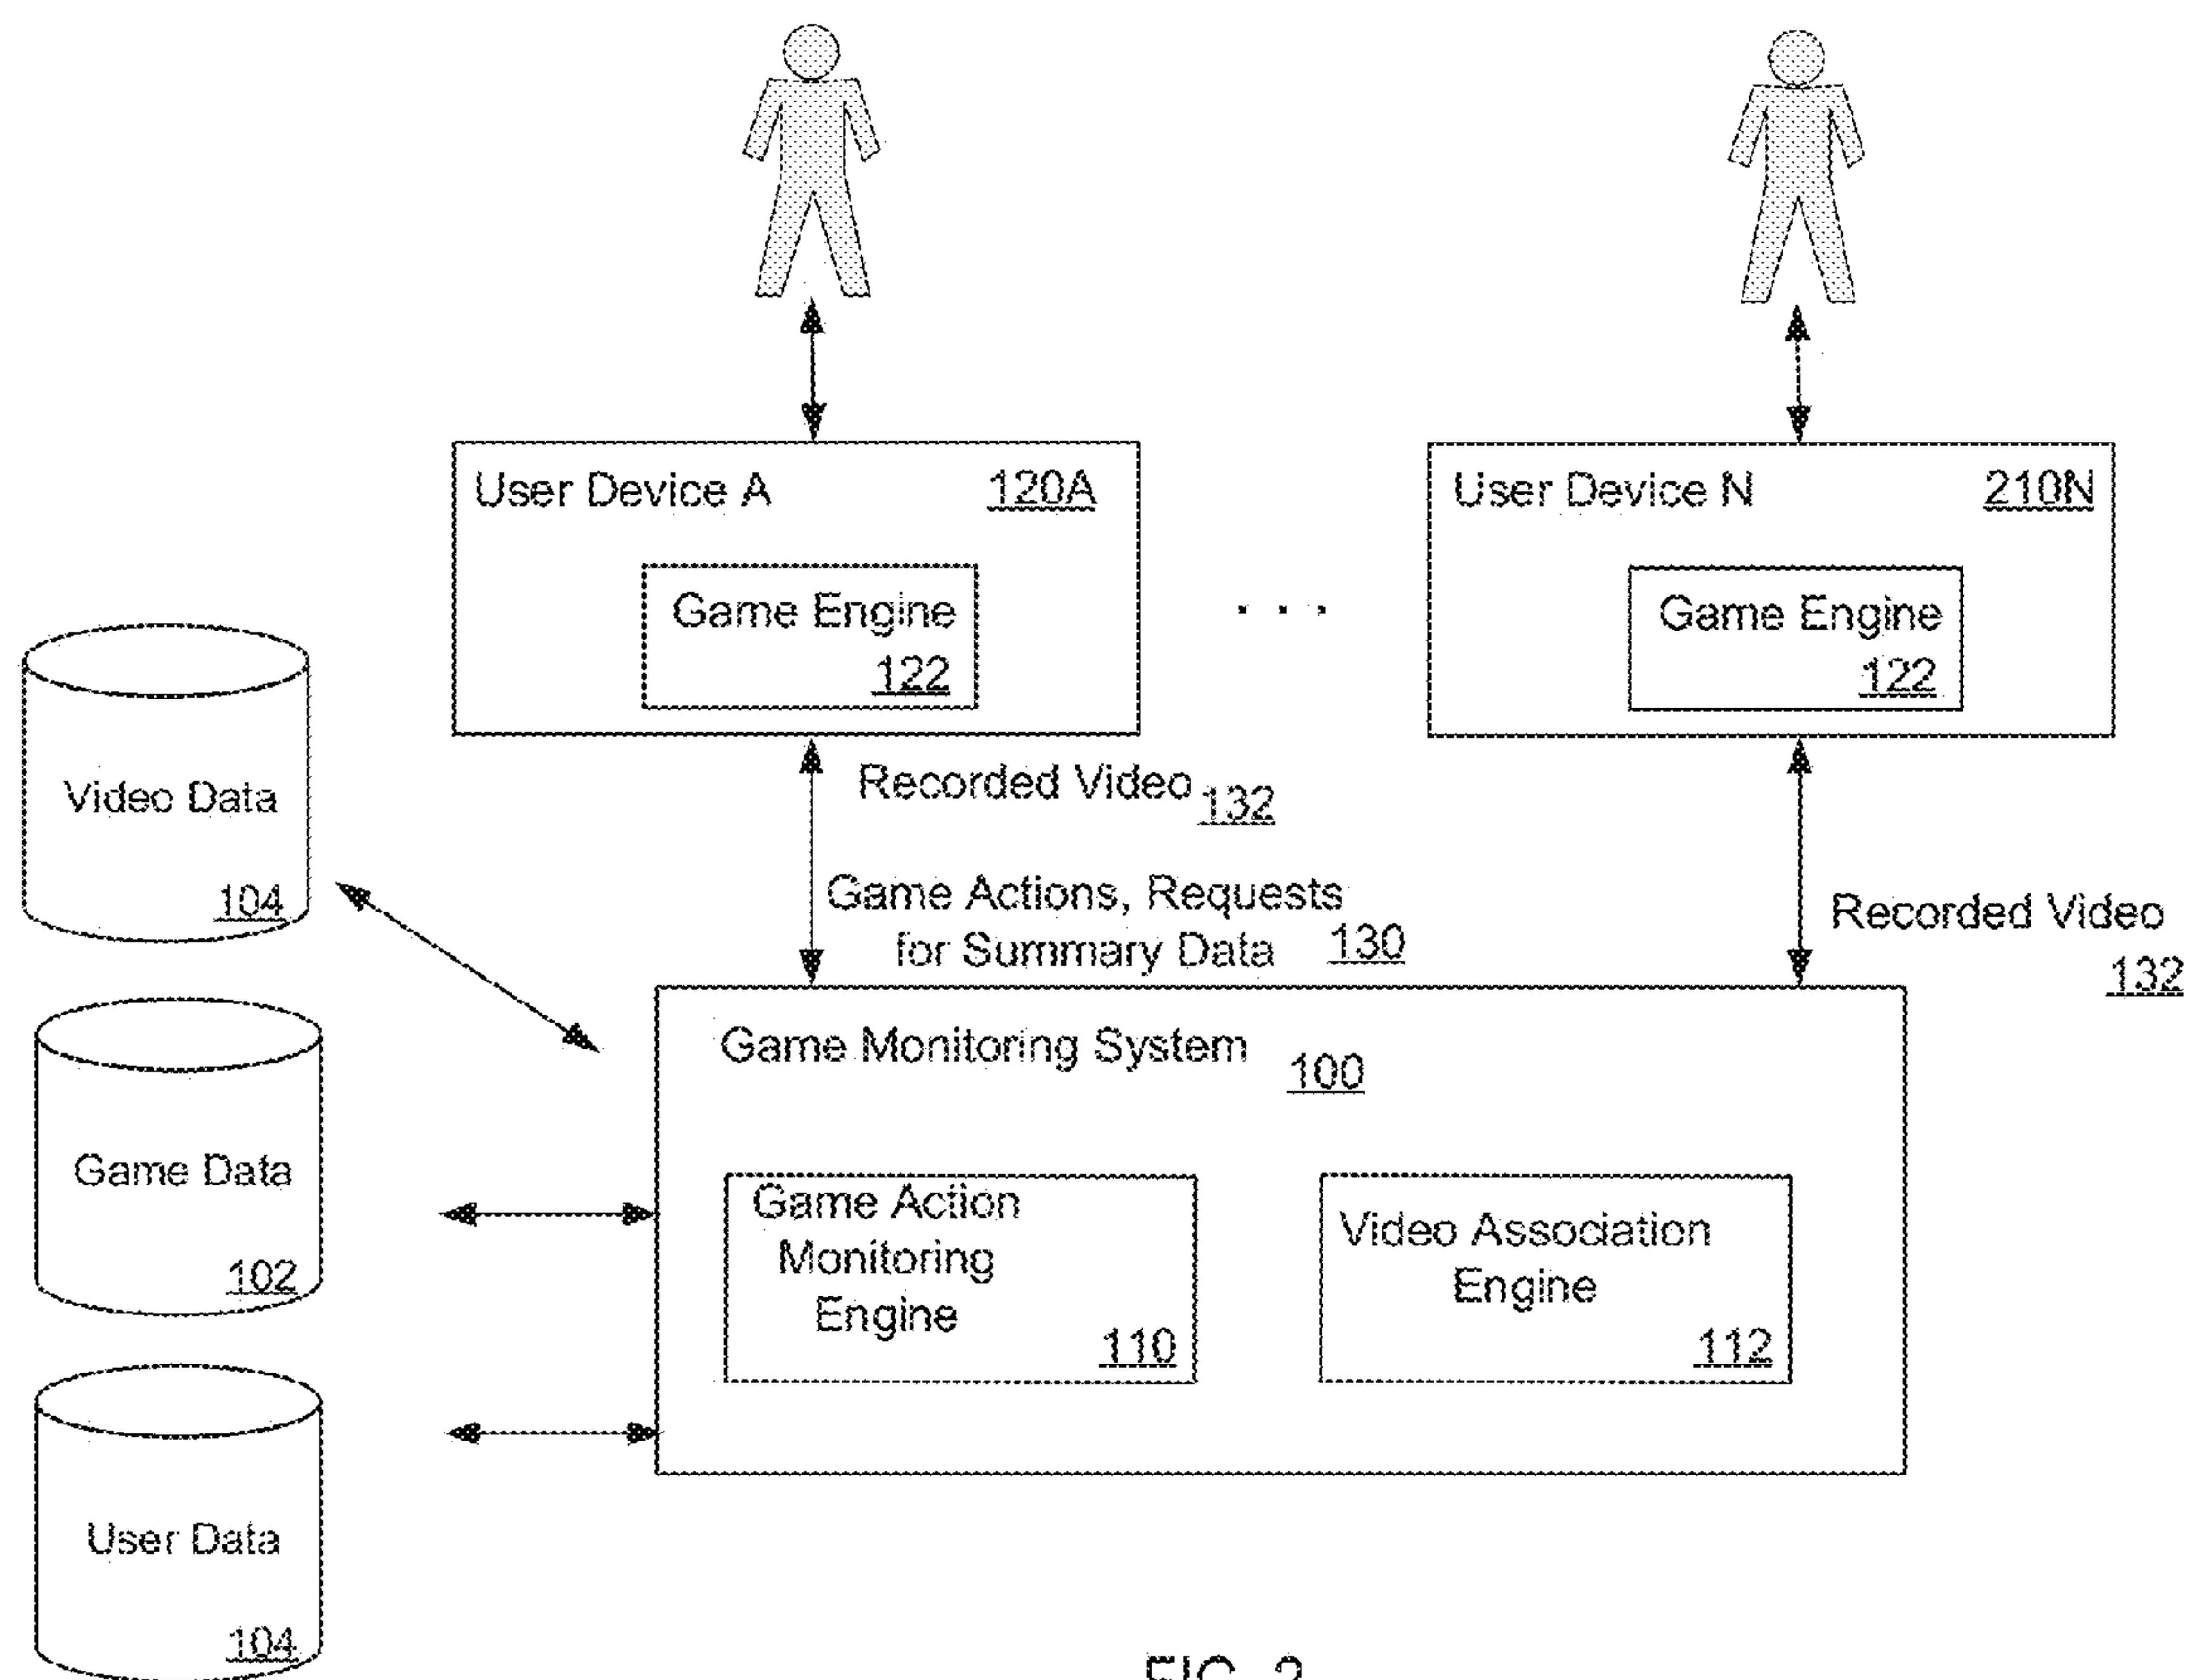 User Device A 120A
Game Engine
122
. . .
User Device N 210N
Game Engine
122
Video Data
104
Recorded Video 132
Game Actions, Requests
for Summary Data 130
Recorded Video
132
Game Data
102
User Data
104
Game Monitoring System 100
Game Action
Monitoring
Engine
110
Video Association
Engine
112
FIG. 2